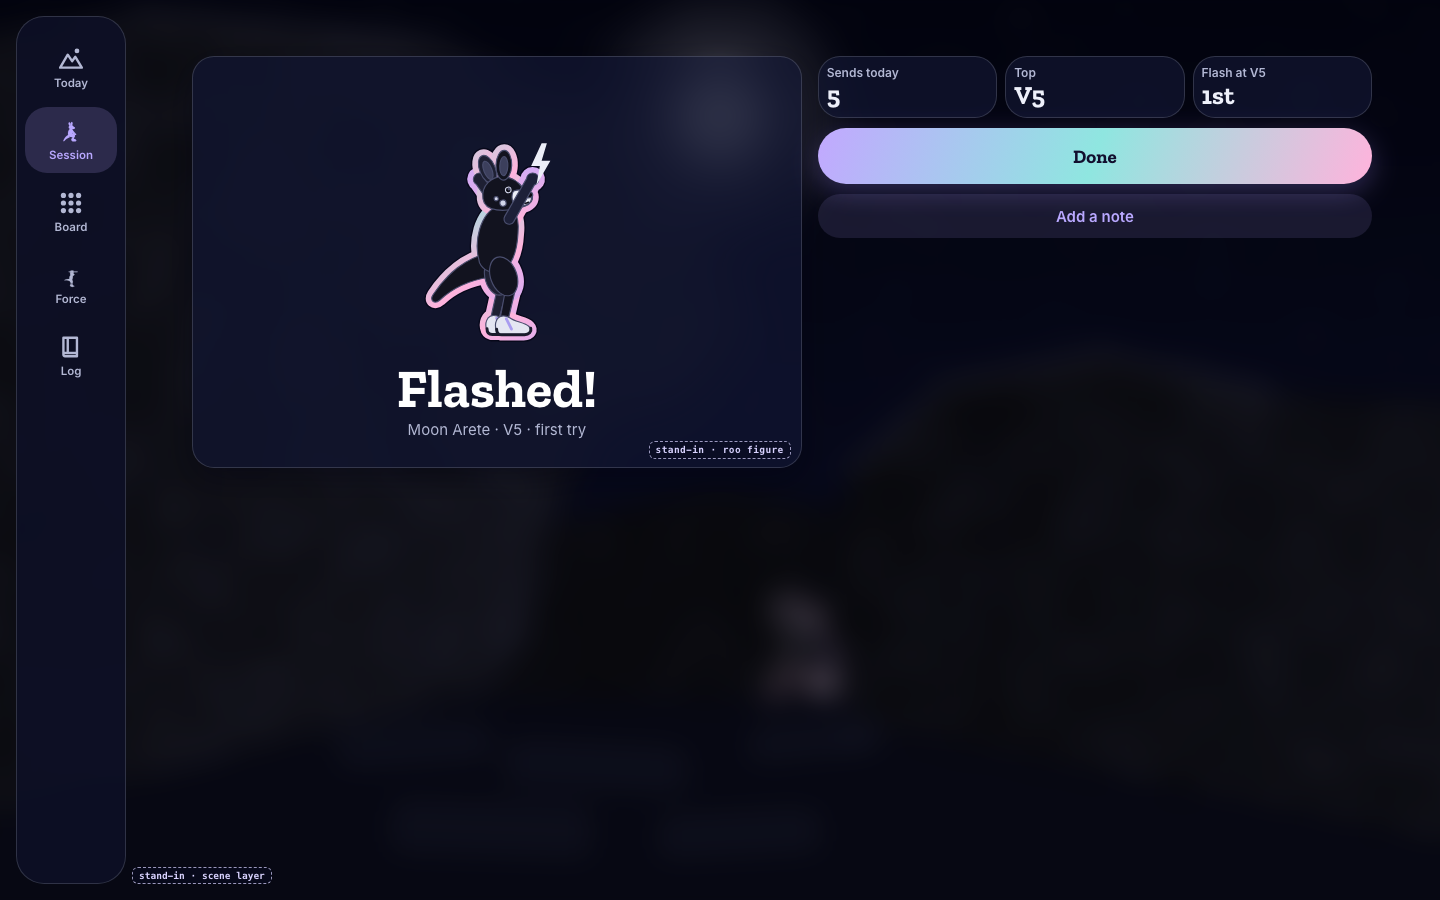 Today
Session
Board
Force
Log
Flashed!
Moon Arete · V5 · first try
stand-in · roo figure
Sends today
5
Top
V5
Flash at V5
1st
Done
Add a note
stand-in · scene layer